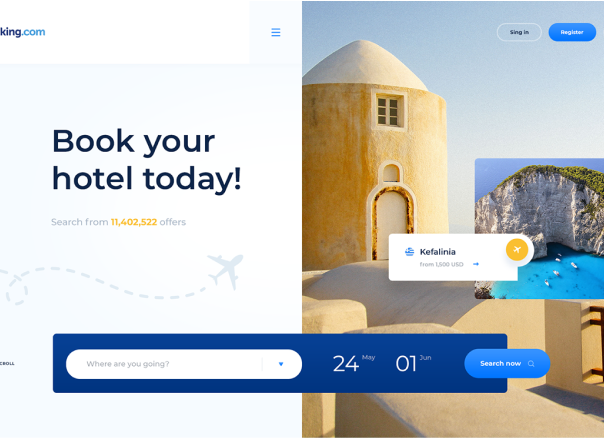 king.com
Sing in
Register
Book your
hotel today!
Search from 11,402,522 offers
Kefalinia
from 1,500 USD
CROLL
Where are you going?
24 May
01 Jun
Search now